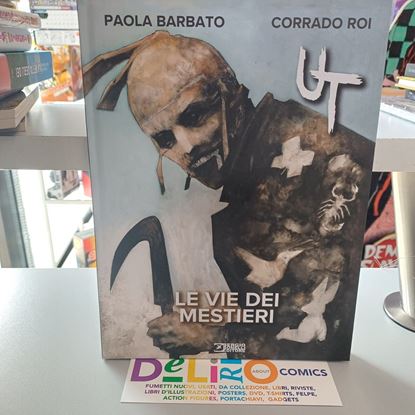 PAOLA BARBATO
CORRADO ROI
UT
LE VIE DEI
MESTIERI
SERGIO
BONELLI
EDITORE
DeLiRiO
ABOUT
COMICS
FUMETTI NUOVI, USATI, DA COLLEZIONE, LIBRI, RIVISTE,
LIBRI D'ILLUSTRAZIONI, POSTERS, DVD, T-SHIRTS, FELPE,
ACTION FIGURES, PORTACHIAVI, GADGETS